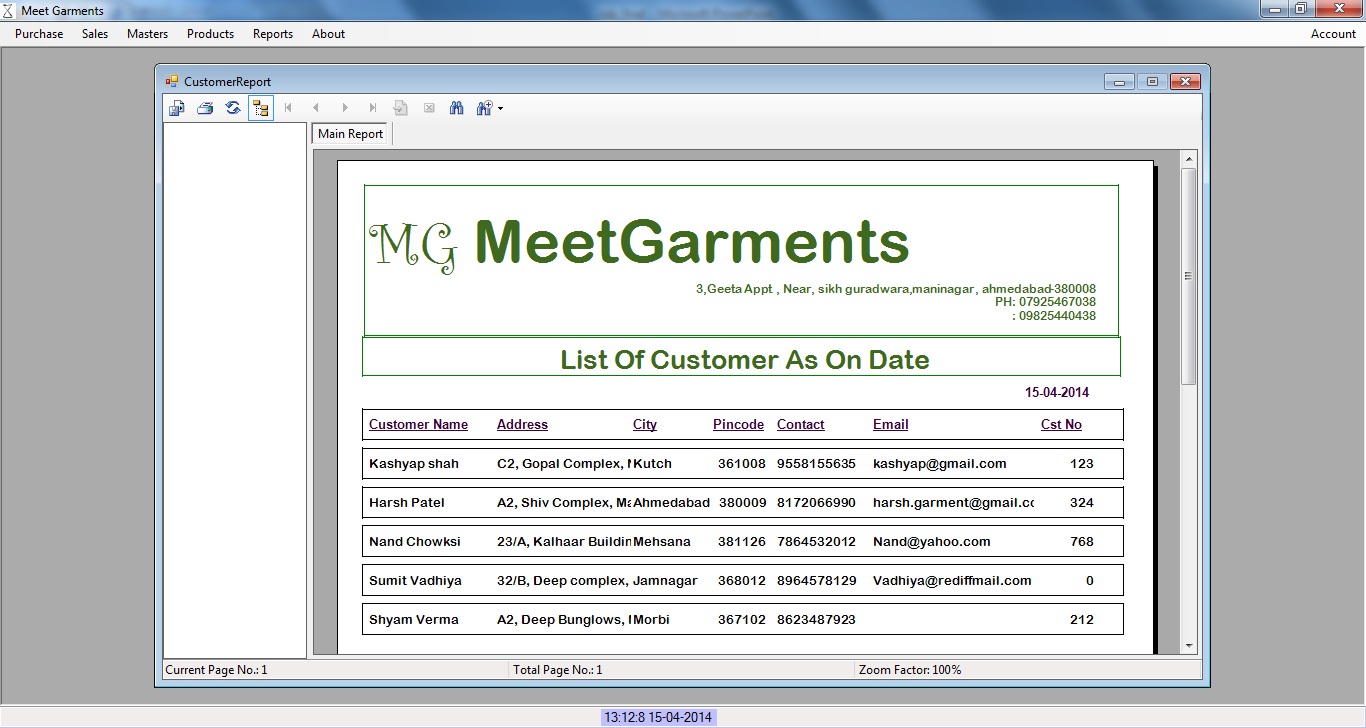 Meet Garments
Purchase Sales Masters Products Reports About Account
CustomerReport
Main Report
MG MeetGarments
3,Geeta Appt , Near, sikh guradwara,maninagar, ahmedabad-380008
PH: 07925467038
: 09825440438
List Of Customer As On Date
15-04-2014
Customer Name Address City Pincode Contact Email Cst No
Kashyap shah C2, Gopal Complex, Kutch 361008 9558155635 kashyap@gmail.com 123
Harsh Patel A2, Shiv Complex, Ma Ahmedabad 380009 8172066990 harsh.garment@gmail.cc 324
Nand Chowksi 23/A, Kalhaar Buildin Mehsana 381126 7864532012 Nand@yahoo.com 768
Sumit Vadhiya 32/B, Deep complex, Jamnagar 368012 8964578129 Vadhiya@rediffmail.com 0
Shyam Verma A2, Deep Bunglows, Morbi 367102 8623487923 212
Current Page No.: 1 Total Page No.: 1 Zoom Factor: 100%
13:12:8 15-04-2014